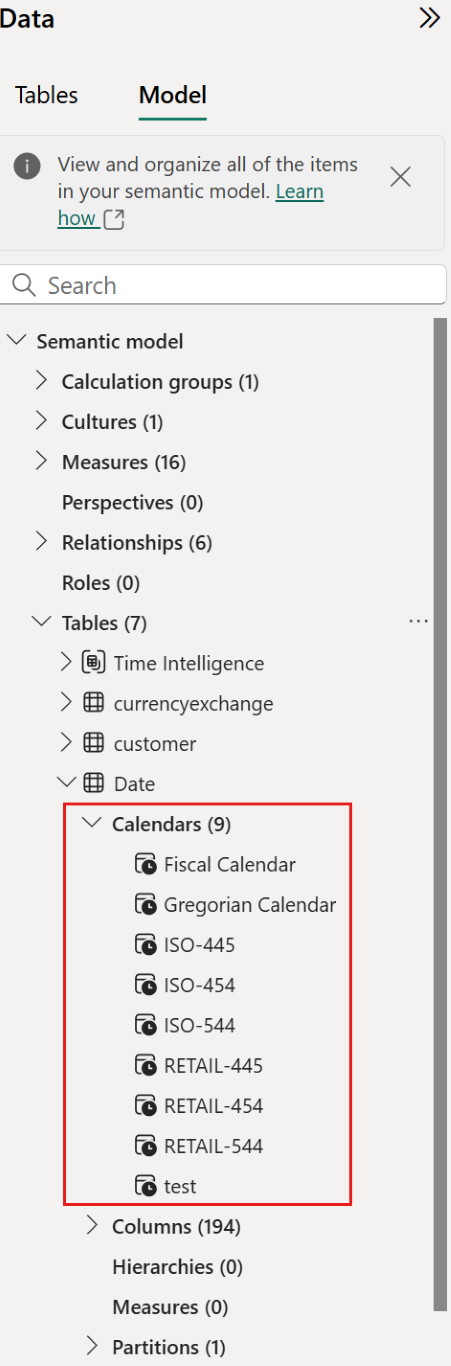 Data
Tables Model
View and organize all of the items
in your semantic model. Learn
how
Search
Semantic model
Calculation groups (1)
Cultures (1)
Measures (16)
Perspectives (0)
Relationships (6)
Roles (0)
Tables (7)
Time Intelligence
currencyexchange
customer
Date
Calendars (9)
Fiscal Calendar
Gregorian Calendar
ISO-445
ISO-454
ISO-544
RETAIL-445
RETAIL-454
RETAIL-544
test
Columns (194)
Hierarchies (0)
Measures (0)
Partitions (1)